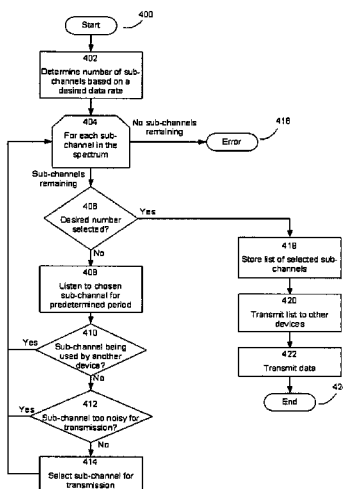 Start
400
402
Determine number of sub-
channels based on a
desired data rate
404
For each sub-
channel in the
spectrum
No sub-channels
remaining
Error
416
Sub-channels
remaining
406
Desired number
selected?
Yes
No
408
Listen to chosen
sub-channel for
predetermined period
410
Sub-channel being
used by another
device?
Yes
No
412
Sub-channel too noisy for
transmission?
Yes
No
414
Select sub-channel for
transmission
418
Store list of selected sub-
channels
420
Transmit list to other
devices
422
Transmit data
End